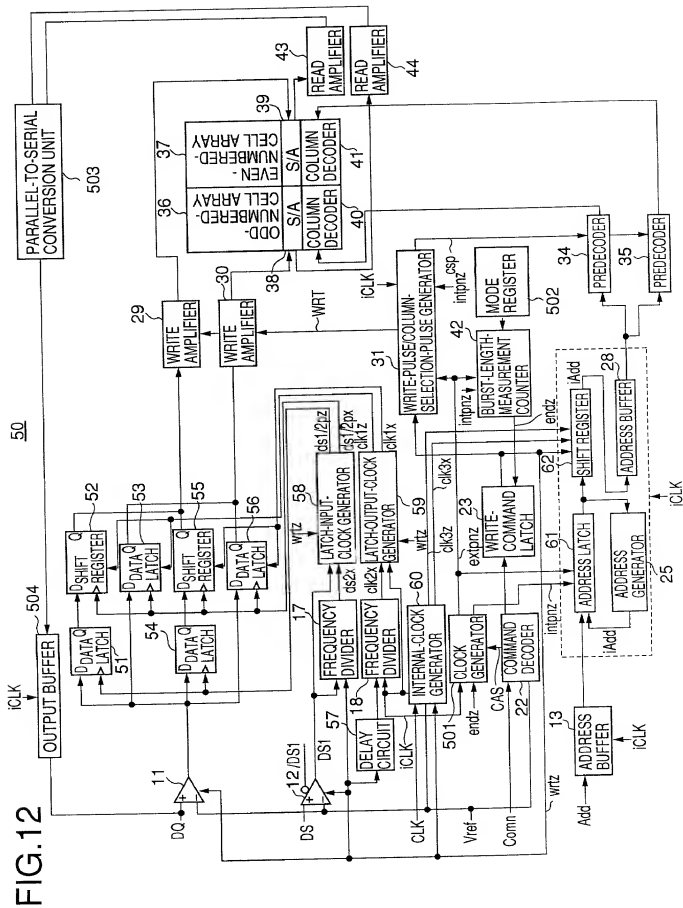 FIG.12
50
PARALLEL-TO-SERIAL
CONVERSION UNIT
503
iCLK
OUTPUT BUFFER
504
DQ
11
D
DATA
LATCH
Q
51
D
SHIFT
REGISTER
Q
52
D
DATA
LATCH
Q
53
D
DATA
LATCH
Q
54
D
SHIFT
REGISTER
Q
55
D
DATA
LATCH
Q
56
29
WRITE AMPLIFIER
30
WRITE AMPLIFIER
WRT
36
ODD-
NUMBERED-
CELL ARRAY
37
EVEN-
NUMBERED-
CELL ARRAY
38
S/A
S/A
39
COLUMN
DECODER
40
COLUMN
DECODER
41
READ
AMPLIFIER
43
READ
AMPLIFIER
44
DS
12
/DS1
DS1
17
FREQUENCY
DIVIDER
ds2x
18
FREQUENCY
DIVIDER
clk2x
57
DELAY
CIRCUIT
iCLK
wrtz
58
LATCH-INPUT-
CLOCK GENERATOR
ds1/2pz
ds1/2px
LATCH-OUTPUT-CLOCK
GENERATOR
59
clk1z
clk1x
wrtz
CLK
INTERNAL-CLOCK
GENERATOR
60
clk3z
clk3x
Vref
501
CLOCK
GENERATOR
extpnz
endz
CAS
intpnz
Comn
COMMAND
DECODER
22
23
WRITE-
COMMAND
LATCH
iCLK
31
WRITE-PULSE/COLUMN-
SELECTION-PULSE GENERATOR
csp
intpnz
intpnz
42
BURST-LENGTH-
MEASUREMENT
COUNTER
endz
MODE
REGISTER
502
34
PREDECODER
35
PREDECODER
Add
13
ADDRESS
BUFFER
iCLK
wrtz
61
ADDRESS LATCH
iAdd
ADDRESS
GENERATOR
25
62
SHIFT REGISTER
iAdd
ADDRESS BUFFER
28
iCLK